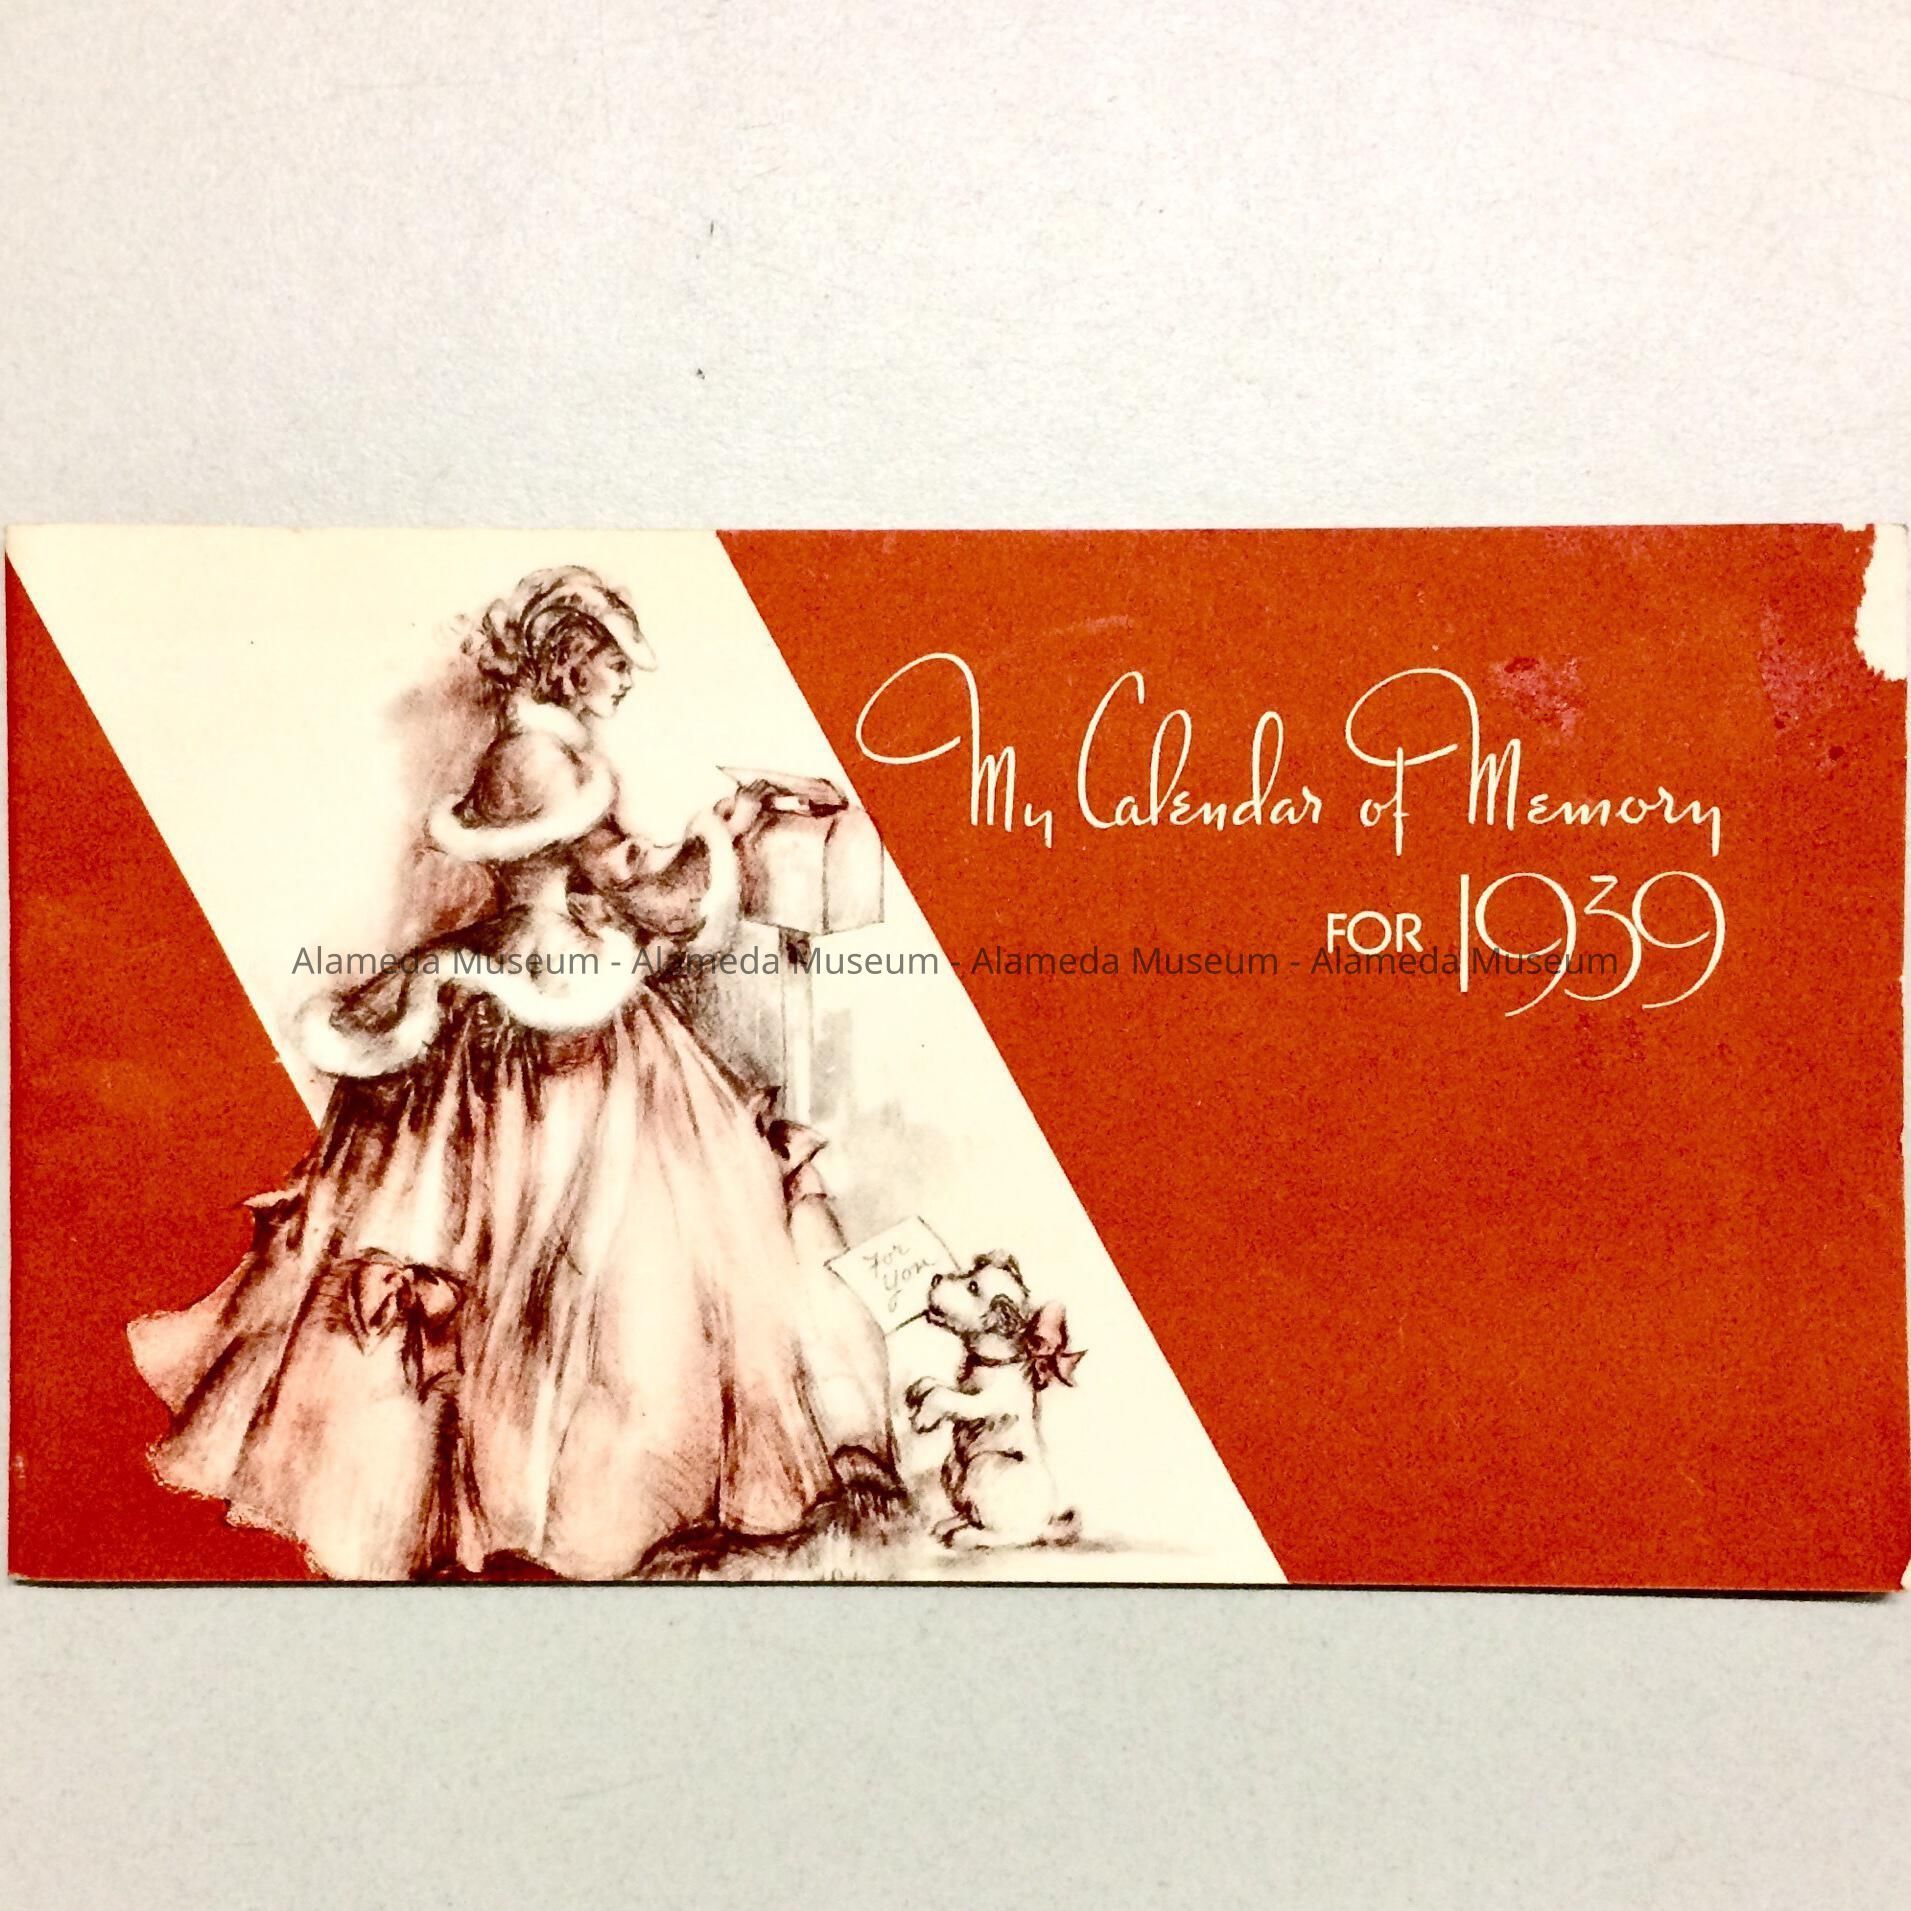 My Calendar of Memory
FOR 1939
Alameda Museum - Alameda Museum - Alameda Museum - Alameda Museum
For
You